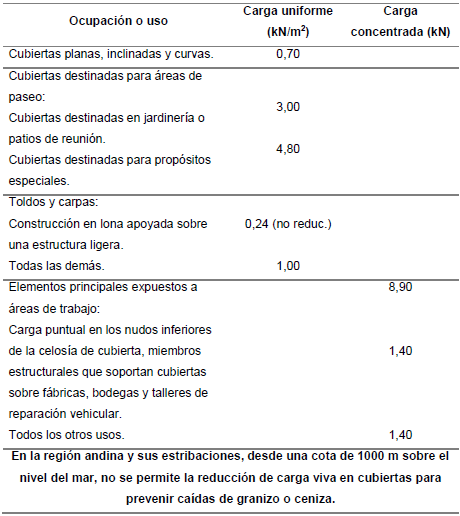 Ocupación o uso
Carga uniforme
(kN/m²)
Carga
concentrada (kN)
Cubiertas planas, inclinadas y curvas.
0,70
Cubiertas destinadas para áreas de
paseo:
3,00
Cubiertas destinadas en jardinería o
patios de reunión.
4,80
Cubiertas destinadas para propósitos
especiales.
Toldos y carpas:
Construcción en lona apoyada sobre
0,24 (no reduc.)
una estructura ligera.
Todas las demás.
1,00
Elementos principales expuestos a
8,90
áreas de trabajo:
Carga puntual en los nudos inferiores
de la celosía de cubierta, miembros
1,40
estructurales que soportan cubiertas
sobre fábricas, bodegas y talleres de
reparación vehicular.
Todos los otros usos.
1,40
En la región andina y sus estribaciones, desde una cota de 1000 m sobre el
nivel del mar, no se permite la reducción de carga viva en cubiertas para
prevenir caídas de granizo o ceniza.